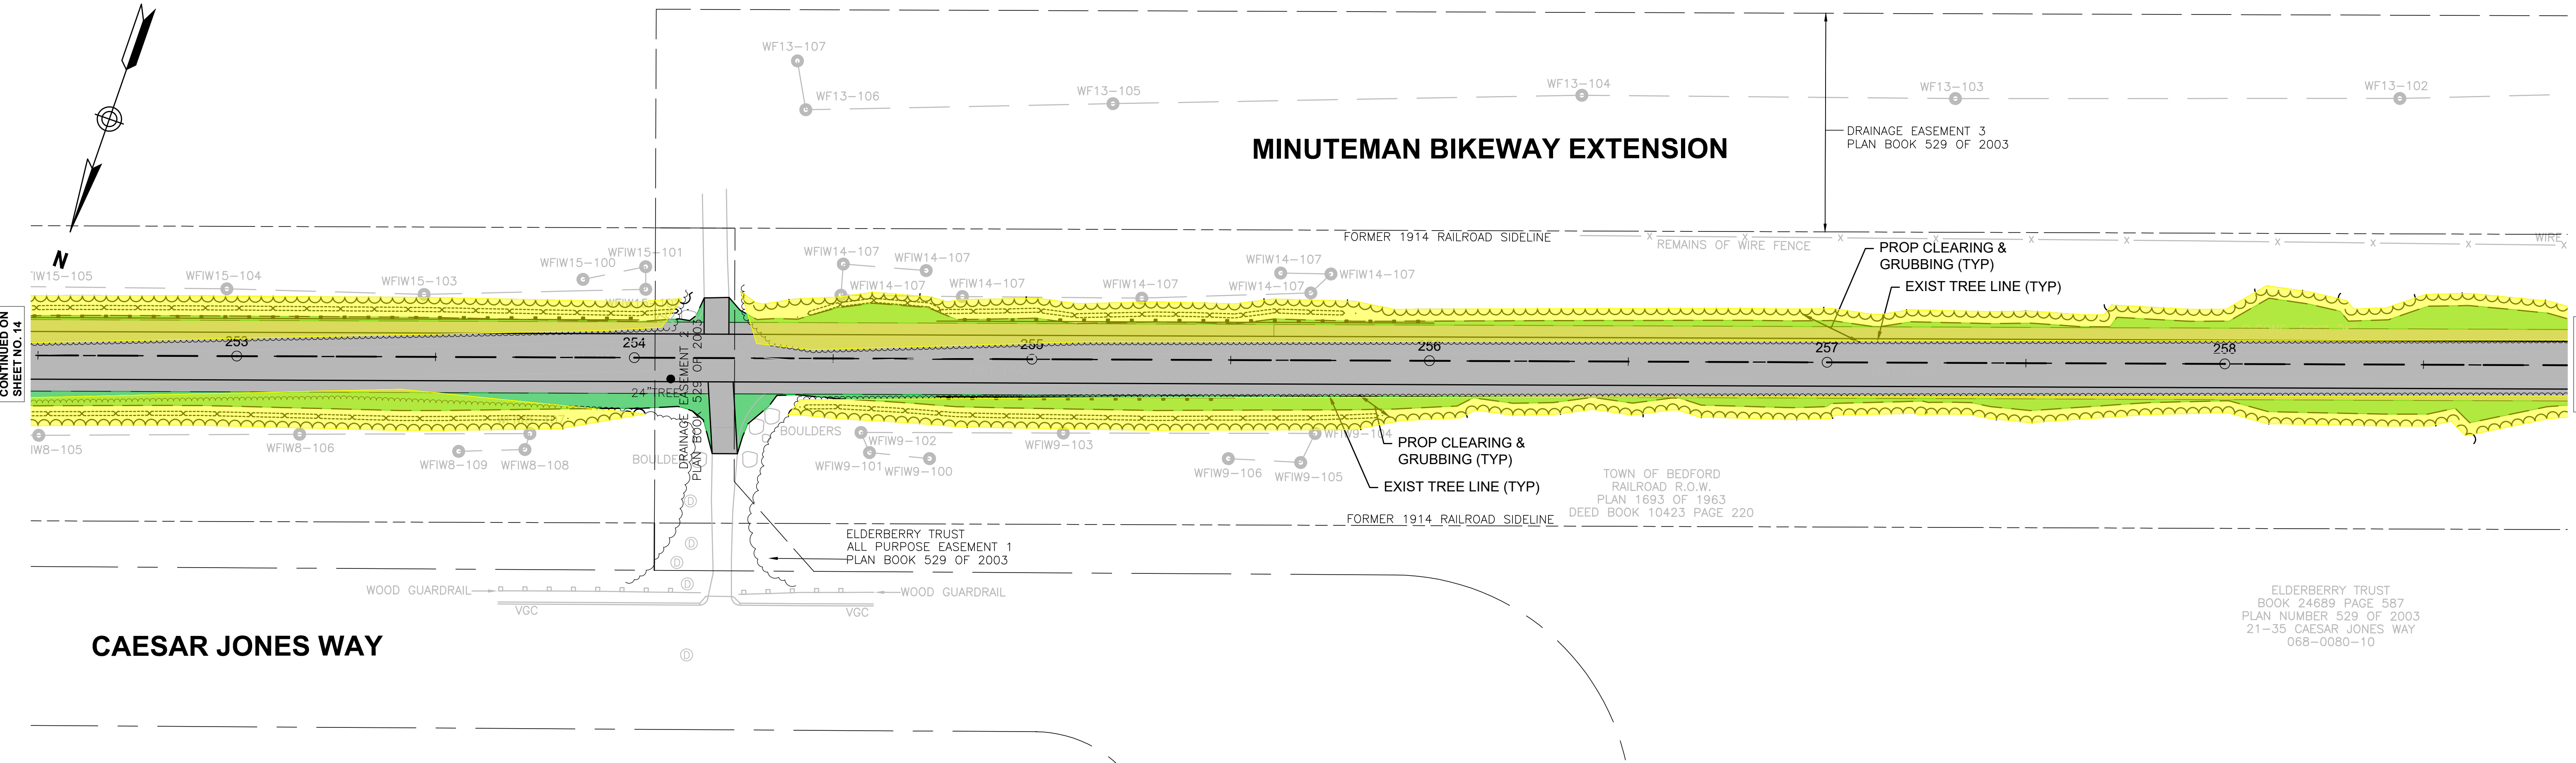 WF13-107
WF13-106
WF13-105
WF13-104
WF13-103
WF13-102
MINUTEMAN BIKEWAY EXTENSION
DRAINAGE EASEMENT 3
PLAN BOOK 529 OF 2003
N
FORMER 1914 RAILROAD SIDELINE
REMAINS OF WIRE FENCE
WIRE
PROP CLEARING &
GRUBBING (TYP)
EXIST TREE LINE (TYP)
IW15-105
WFIW15-104
WFIW15-103
WFIW15-100
WFIW15-101
WFIW14-107
WFIW14-107
WFIW14-107
WFIW14-107
WFIW14-107
WFIW14-107
WFIW14-107
WFIW14-107
CONTINUED ON
SHEET NO. 14
253
254
255
256
257
258
24"TREE
DRAINAGE EASEMENT 2
PLAN BOOK 529 OF 2003
BOULDERS
BOULDERS
IW8-105
WFIW8-106
WFIW8-109
WFIW8-108
WFIW9-102
WFIW9-101
WFIW9-100
WFIW9-103
WFIW9-104
WFIW9-106
WFIW9-105
PROP CLEARING &
GRUBBING (TYP)
EXIST TREE LINE (TYP)
TOWN OF BEDFORD
RAILROAD R.O.W.
PLAN 1693 OF 1963
DEED BOOK 10423 PAGE 220
FORMER 1914 RAILROAD SIDELINE
D
D
D
D
D
ELDERBERRY TRUST
ALL PURPOSE EASEMENT 1
PLAN BOOK 529 OF 2003
WOOD GUARDRAIL
WOOD GUARDRAIL
VGC
VGC
CAESAR JONES WAY
ELDERBERRY TRUST
BOOK 24689 PAGE 587
PLAN NUMBER 529 OF 2003
21-35 CAESAR JONES WAY
068-0080-10